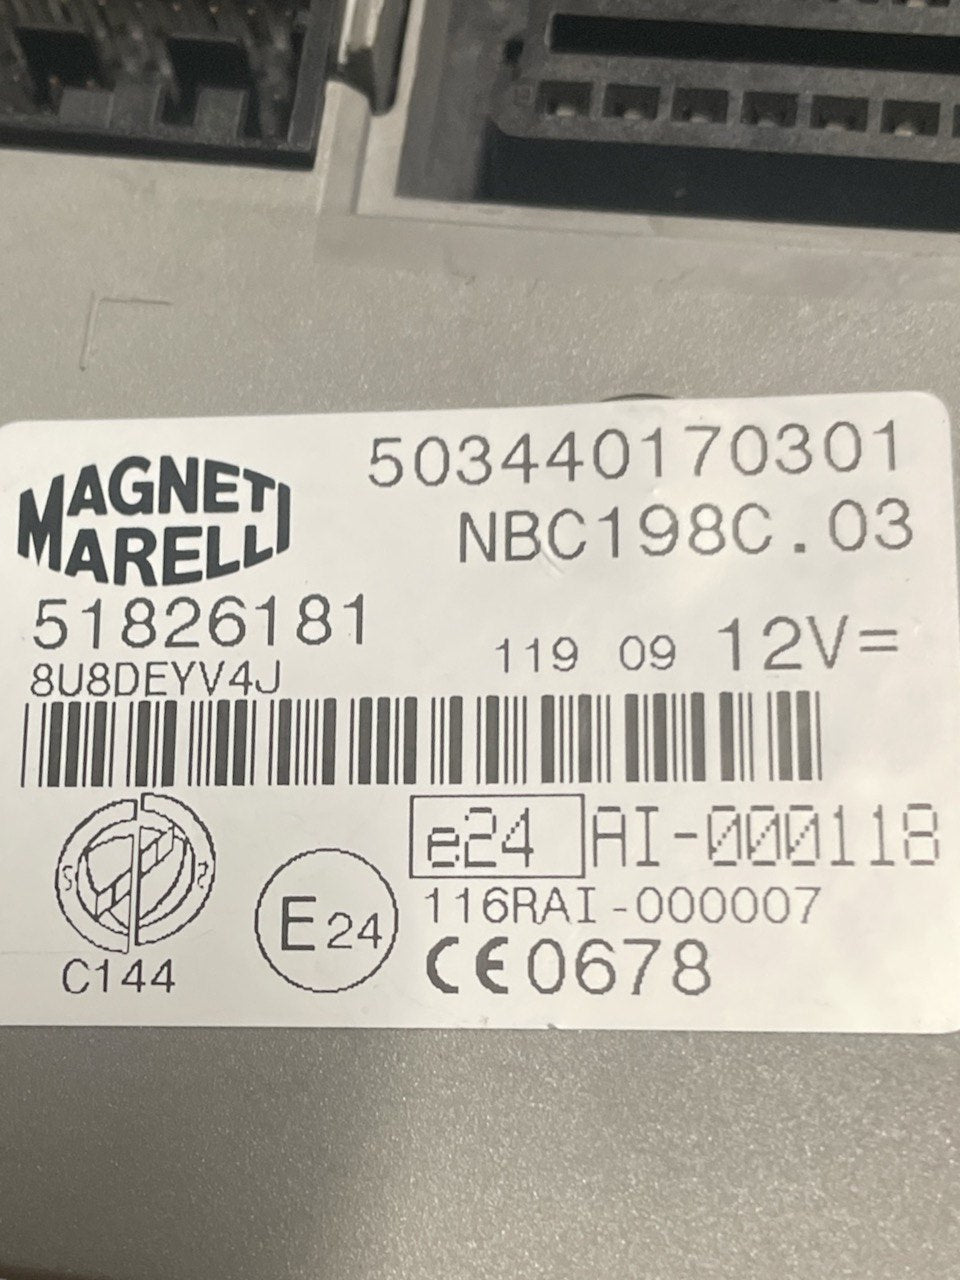 MAGNETI
MARELLI
503440170301
NBC198C.03
51826181
119 09 12V=
8U8DEYV4J
e24 AI-000118
116RAI-000007
E24
CE0678
C144